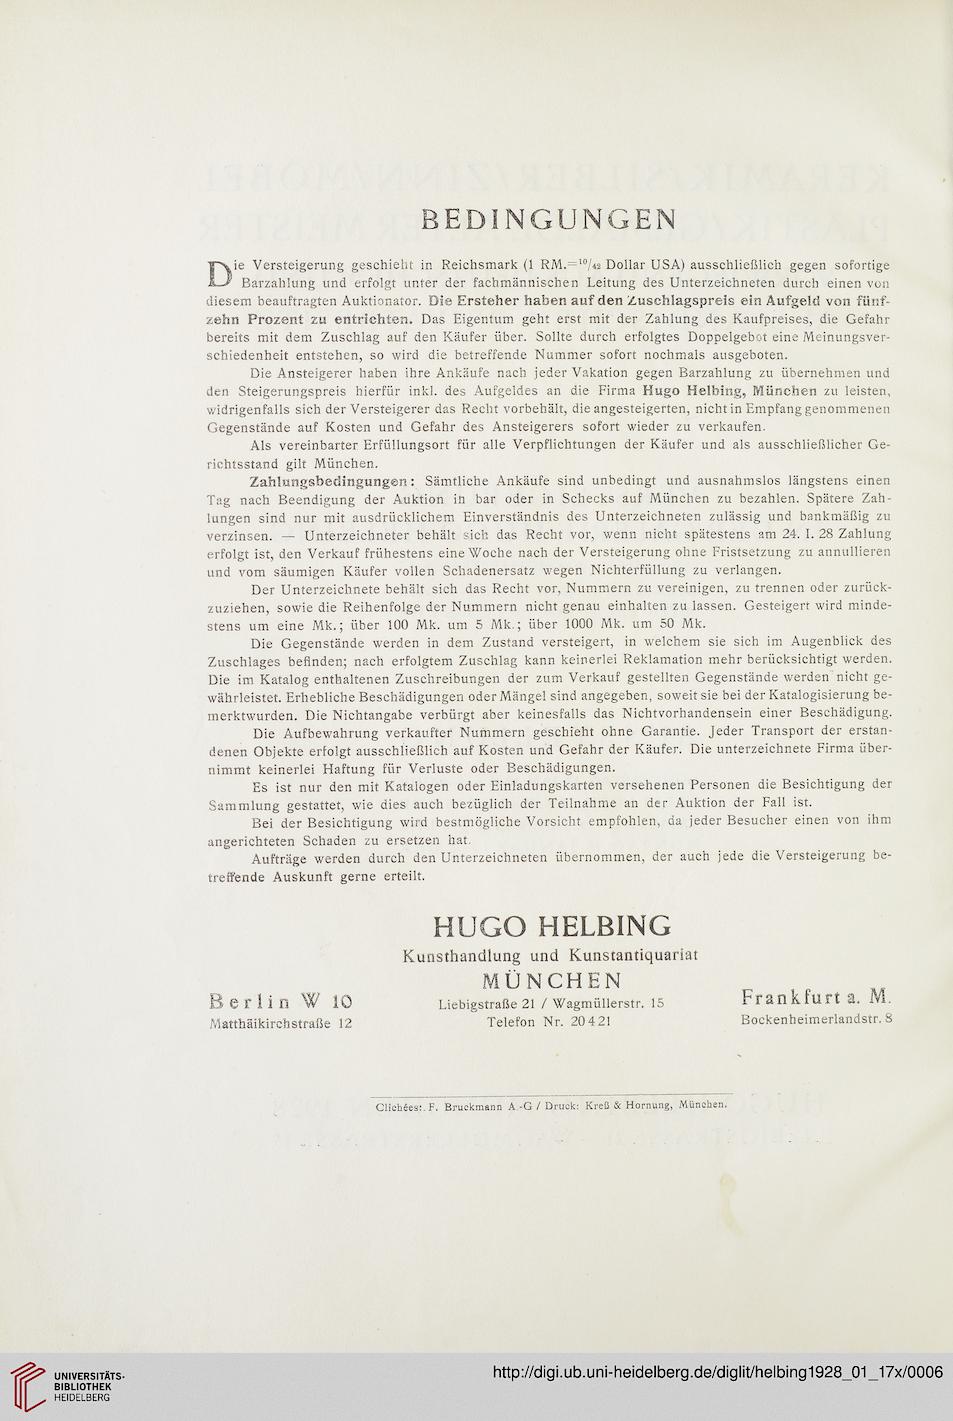 BEDINGUNGEN
Die Versteigerung geschieht in Reichsmark (1 RM.=10/42 Dollar USA) ausschließlich gegen sofortige
Barzahlung und erfolgt unter der fachmännischen Leitung des Unterzeichneten durch einen von
diesem beauftragten Auktionator. Die Ersteher haben auf den Zuschlagspreis ein Aufgeld von fünf-
zehn Prozent zu entrichten. Das Eigentum geht erst mit der Zahlung des Kaufpreises, die Gefahr
bereits mit dem Zuschlag auf den Käufer über. Sollte durch erfolgtes Doppelgebot eine Meinungsver-
schiedenheit entstehen, so wird die betreffende Nummer sofort nochmals ausgeboten.
Die Ansteigerer haben ihre Ankäufe nach jeder Vakation gegen Barzahlung zu übernehmen und
den Steigerungspreis hierfür inkl. des Aufgeldes an die Firma Hugo Helbing, München zu leisten,
widrigenfalls sich der Versteigerer das Recht vorbehält, die angesteigerten, nicht in Empfang genommenen
Gegenstände auf Kosten und Gefahr des Ansteigerers sofort wieder zu verkaufen.
Als vereinbarter Erfüllungsort für alle Verpflichtungen der Käufer und als ausschließlicher Ge-
richtsstand gilt München.
Zahlungsbedingungen: Sämtliche Ankäufe sind unbedingt und ausnahmslos längstens einen
Tag nach Beendigung der Auktion in bar oder in Schecks auf München zu bezahlen. Spätere Zah-
lungen sind nur mit ausdrücklichem Einverständnis des Unterzeichneten zulässig und bankmäßig zu
verzinsen. — Unterzeichneter behält sich das Recht vor, wenn nicht spätestens am 24. I. 28 Zahlung
erfolgt ist, den Verkauf frühestens eine Woche nach der Versteigerung ohne Fristsetzung zu annullieren
und vom säumigen Käufer vollen Schadenersatz wegen Nichterfüllung zu verlangen.
Der Unterzeichnete behält sich das Recht vor, Nummern zu vereinigen, zu trennen oder zurück-
zuziehen, sowie die Reihenfolge der Nummern nicht genau einhalten zu lassen. Gesteigert wird minde-
stens um eine Mk.; über 100 Mk. um 5 Mk.; über 1000 Mk. um 50 Mk.
Die Gegenstände werden in dem Zustand versteigert, in welchem sie sich im Augenblick des
Zuschlages befinden; nach erfolgtem Zuschlag kann keinerlei Reklamation mehr berücksichtigt werden.
Die im Katalog enthaltenen Zuschreibungen der zum Verkauf gestellten Gegenstände werden nicht ge-
währleistet. Erhebliche Beschädigungen oder Mängel sind angegeben, soweit sie bei der Katalogisierung be-
merktwurden. Die Nichtangabe verbürgt aber keinesfalls das Nichtvorhandensein einer Beschädigung.
Die Aufbewahrung verkaufter Nummern geschieht ohne Garantie. Jeder Transport der erstan-
denen Objekte erfolgt ausschließlich auf Kosten und Gefahr der Käufer. Die unterzeichnete Firma über-
nimmt keinerlei Haftung für Verluste oder Beschädigungen.
Es ist nur den mit Katalogen oder Einladungskarten versehenen Personen die Besichtigung der
Sammlung gestattet, wie dies auch bezüglich der Teilnahme an der Auktion der Fall ist.
Bei der Besichtigung wird bestmögliche Vorsicht empfohlen, da jeder Besucher einen von ihm
angerichteten Schaden zu ersetzen hat.
Aufträge werden durch den Unterzeichneten übernommen, der auch jede die Versteigerung be-
treffende Auskunft gerne erteilt.
HUGO HELBING
Kunsthandlung und Kunstantiquariat
MÜNCHEN
Liebigstraße 21 / Wagmüllerstr. 15
Telefon Nr. 20421
Berlin W 10
Matthäikirchstraße 12
Frankfurt a. M.
Bockenheimerlandstr. 8
Clichées: F. Bruckmann A.-G / Druck: Kreß & Hornung, München.
UNIVERSITÄTS-
BIBLIOTHEK
HEIDELBERG
http://digi.ub.uni-heidelberg.de/diglit/helbing1928_01_17x/0006